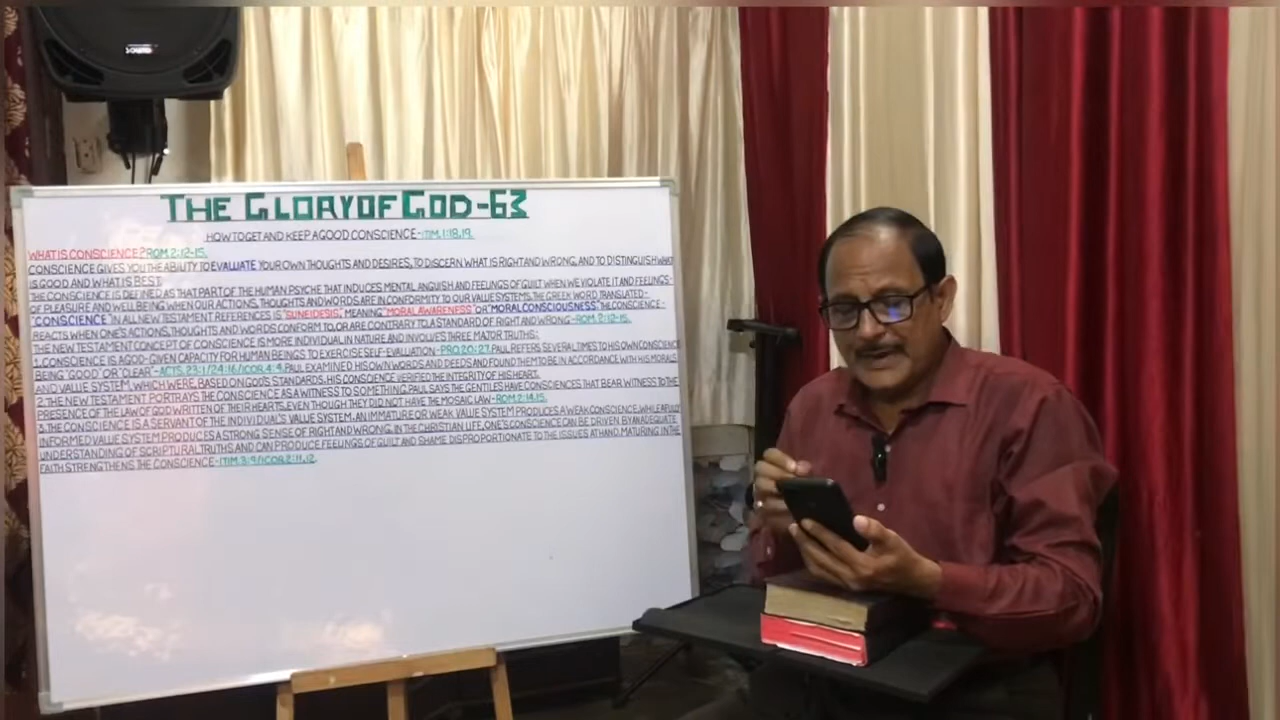 SOUND
THE GLORY OF GOD-63
HOW TO GET AND KEEP A GOOD CONSCIENCE-1TIM.1:18,19.
WHAT IS CONSCIENCE? ROM.2:12-15.
CONSCIENCE GIVES YOU THE ABILITY TO EVALUATE YOUR OWN THOUGHTS AND DESIRES, TO DISCERN WHAT IS RIGHT AND WRONG, AND TO DISTINGUISH WHAT
IS GOOD AND WHAT IS BEST.
THE CONSCIENCE IS DEFINED AS THAT PART OF THE HUMAN PSYCHE THAT INDUCES MENTAL ANGUISH AND FEELINGS OF GUILT WHEN WE VIOLATE IT AND FEELINGS-
OF PLEASURE AND WELL BEING WHEN OUR ACTIONS, THOUGHTS AND WORDS ARE IN CONFORMITY TO OUR VALUE SYSTEMS. THE GREEK WORD TRANSLATED-
"CONSCIENCE" IN ALL NEW TESTAMENT REFERENCES IS "SUNEIDESIS, MEANING "MORAL AWARENESS" OR "MORAL CONSCIOUSNESS." THE CONSCIENCE-
REACTS WHEN ONE'S ACTIONS, THOUGHTS AND WORDS CONFORM TO, OR ARE CONTRARY TO A STANDARD OF RIGHT AND WRONG-ROM.2:12-15.
THE NEW TESTAMENT CONCEPT OF CONSCIENCE IS MORE INDIVIDUAL IN NATURE AND INVOLVES THREE MAJOR TRUTHS:
1. CONSCIENCE IS A GOD-GIVEN CAPACITY FOR HUMAN BEINGS TO EXERCISE SELF-EVALUATION-PRO.20:27. PAUL REFERS SEVERAL TIMES TO HIS OWN CONSCIENCE
BEING "GOOD" OR "CLEAR"-ACTS.23:1/24:16/1COR.4:4. PAUL EXAMINED HIS OWN WORDS AND DEEDS AND FOUND THEM TO BE IN ACCORDANCE WITH HIS MORALS
AND VALUE SYSTEM, WHICH WERE, BASED ON GOD'S STANDARDS. HIS CONSCIENCE VERIFIED THE INTEGRITY OF HIS HEART.
2. THE NEW TESTAMENT PORTRAYS THE CONSCIENCE AS A WITNESS TO SOMETHING. PAUL SAYS THE GENTILES HAVE CONSCIENCES THAT BEAR WITNESS TO THE
PRESENCE OF THE LAW OF GOD WRITTEN OF THEIR HEARTS, EVEN THOUGH THEY DID NOT HAVE THE MOSAIC LAW-ROM.2:14,15.
3. THE CONSCIENCE IS A SERVANT OF THE INDIVIDUAL'S VALUE SYSTEM. AN IMMATURE OR WEAK VALUE SYSTEM PRODUCES A WEAK CONSCIENCE, WHILE A FULLY
INFORMED VALUE SYSTEM PRODUCES A STRONG SENSE OF RIGHT AND WRONG. IN THE CHRISTIAN LIFE, ONE'S CONSCIENCE CAN BE DRIVEN BY AN ADEQUATE
UNDERSTANDING OF SCRIPTURAL TRUTHS AND CAN PRODUCE FEELINGS OF GUILT AND SHAME DISPROPORTIONATE TO THE ISSUES AT HAND. MATURING IN THE
FAITH STRENGTHENS THE CONSCIENCE-1TIM.3:9/1COR.2:11,12.